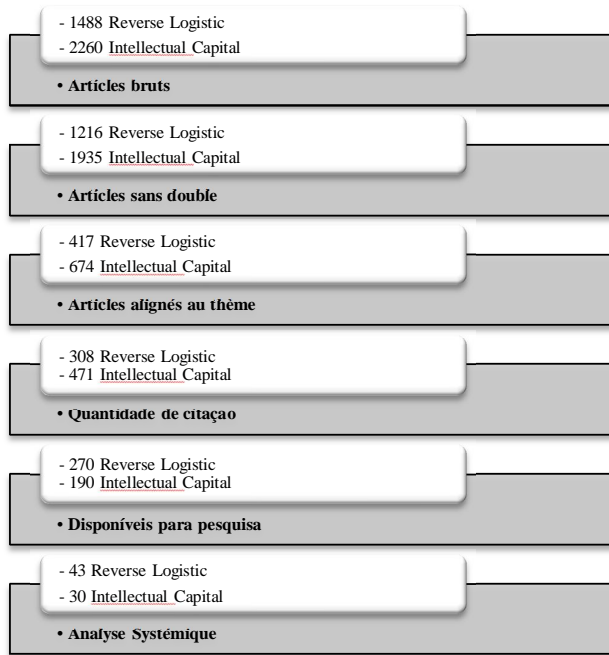 - 1488 Reverse Logistic
- 2260 Intellectual Capital
• Articles bruts
- 1216 Reverse Logistic
- 1935 Intellectual Capital
• Articles sans double
- 417 Reverse Logistic
- 674 Intellectual Capital
• Articles alignés au thème
- 308 Reverse Logistic
- 471 Intellectual Capital
• Quantidade de citação
- 270 Reverse Logistic
- 190 Intellectual Capital
• Disponíveis para pesquisa
- 43 Reverse Logistic
- 30 Intellectual Capital
• Analyse Systémique